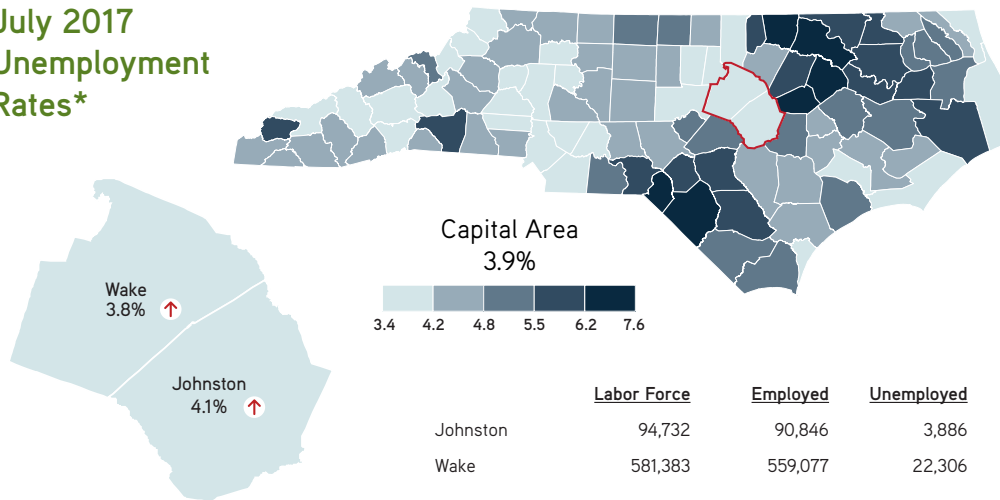 July 2017
Unemployment
Rates*
Capital Area
3.9%
3.4 4.2 4.8 5.5 6.2 7.6
Wake
3.8%
Johnston
4.1%
Labor Force Employed Unemployed
Johnston 94,732 90,846 3,886
Wake 581,383 559,077 22,306